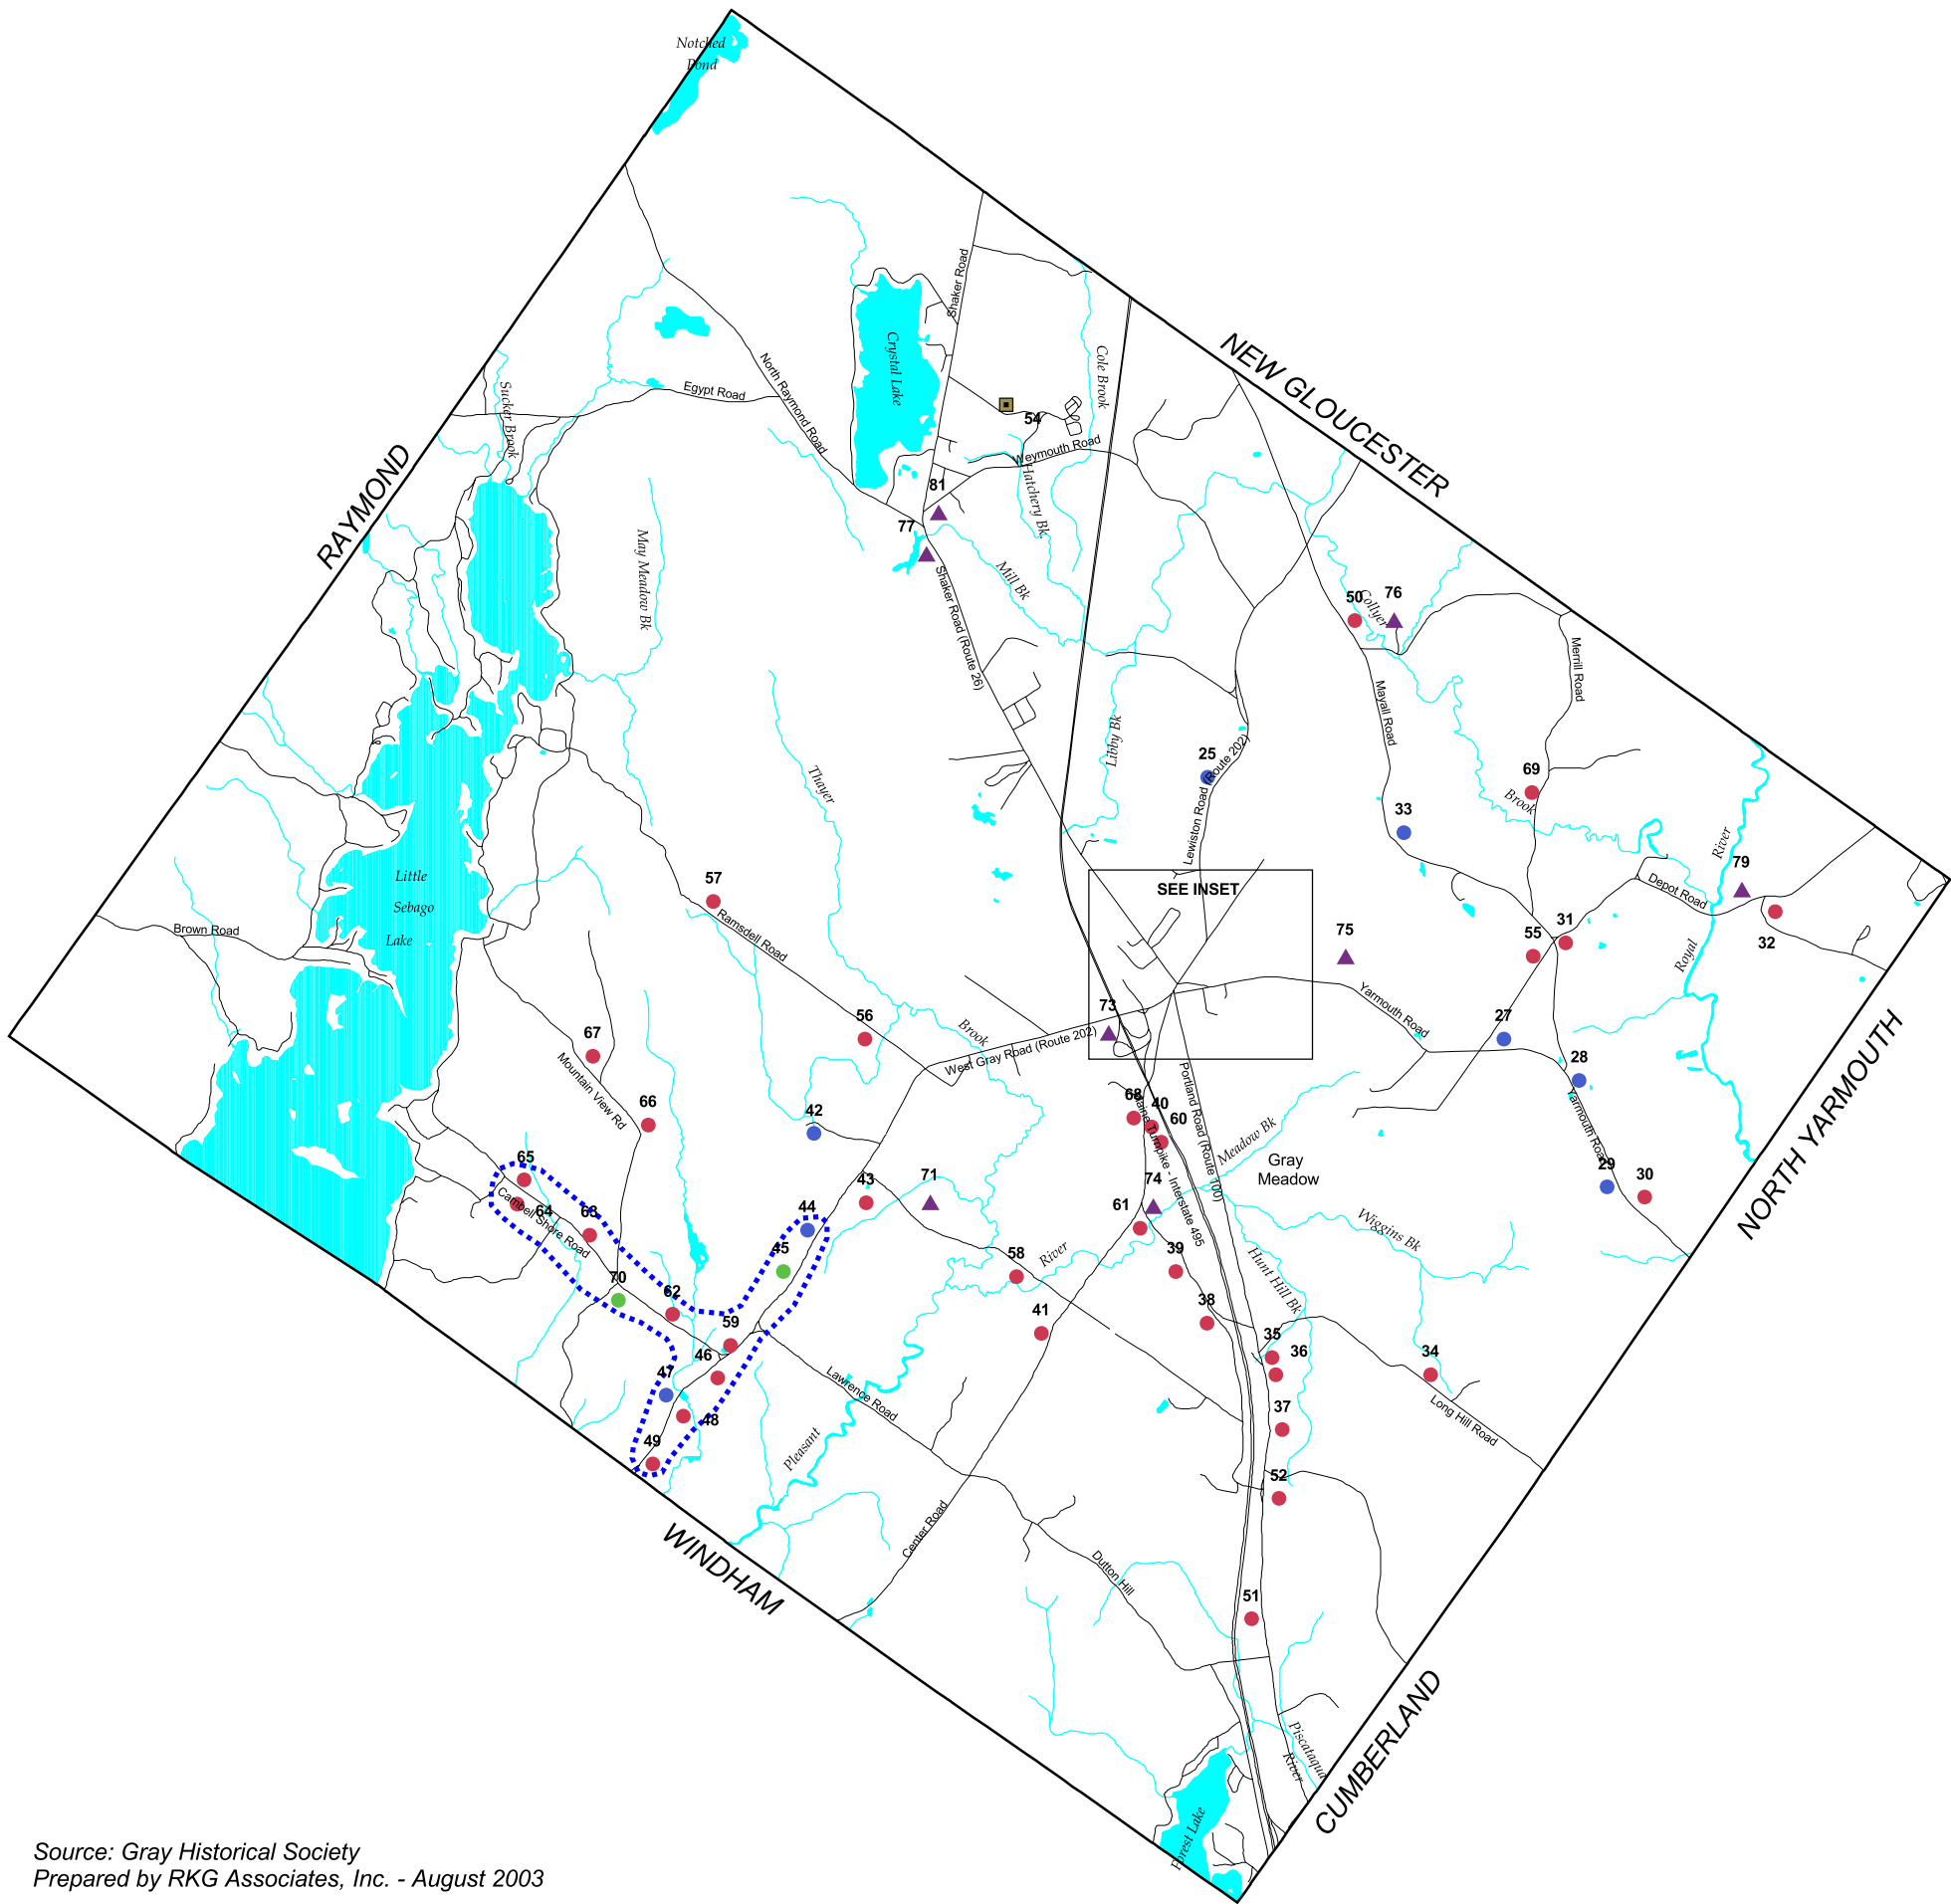 Notched
Pond
NEW GLOUCESTER
RAYMOND
Shaker Road
Crystal Lake
Cole Brook
North Raymond Road
Egypt Road
Sucker Brook
54
Weymouth Road
Hatchery Bk.
81
77
Mill Bk
May Meadow Bk
Shaker Road (Route 26)
50
76
Collyer
Merrill Road
Mayall Road
Libby Bk
25
Lewiston Road (Route 202)
Thayer
69
Brook
33
River
79
Depot Road
32
31
55
Royal
SEE INSET
75
57
Ramsdell Road
Little
Sebago
Lake
Brown Road
73
56
Brook
West Gray Road (Route 202)
Yarmouth Road
27
28
Yarmouth Road
29
30
NORTH YARMOUTH
67
Mountain View Rd
66
42
68
40
60
Maine Turnpike - Interstate 495
Portland Road (Route 100)
Meadow Bk
Gray
Meadow
65
64
Cambell Shore Road
63
43
71
74
61
44
45
58
River
39
Wiggins Bk
Hunt Hill Bk
70
62
59
41
38
35
36
34
46
47
48
49
Lawrence Road
Long Hill Road
37
Pleasant
52
Center Road
WINDHAM
Dutton Hill
51
Piscataqua
River
CUMBERLAND
Forest Lake
Source: Gray Historical Society
Prepared by RKG Associates, Inc. - August 2003